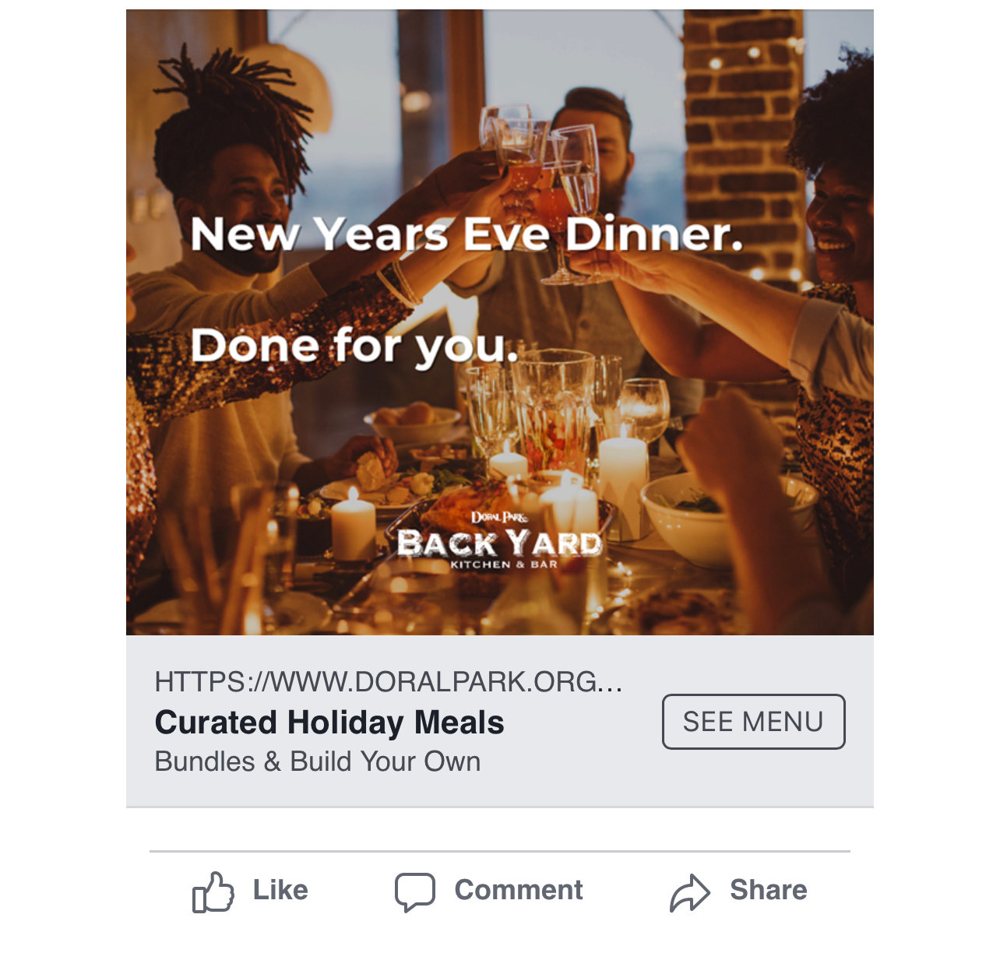 New Years Eve Dinner.
Done for you.
DORAL PARK
BACK YARD
KITCHEN & BAR
HTTPS://WWW.DORALPARK.ORG...
Curated Holiday Meals
Bundles & Build Your Own
SEE MENU
Like
Comment
Share